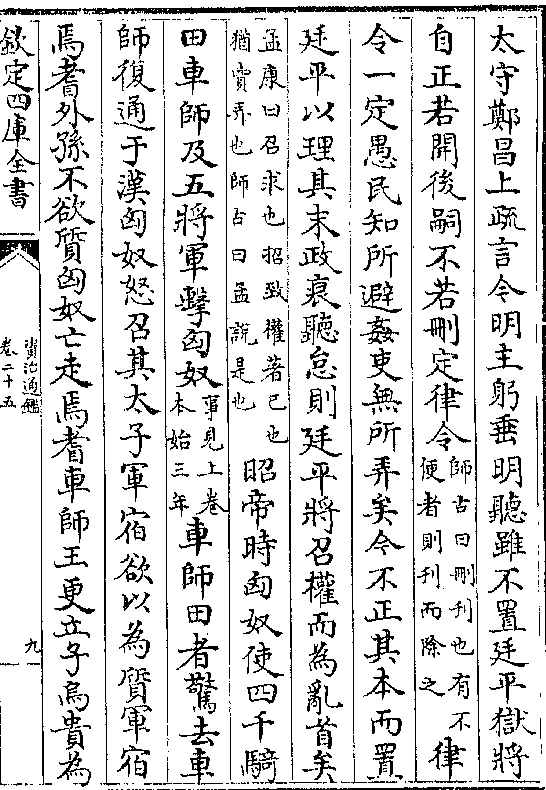 太守鄭昌上疏言今明主躬垂明聽雖不置廷平獄將
自正若開後嗣不若刪定律令師古曰刪刋也有不便者則刋而除之律
令一定愚民知所避姦吏無所弄矣今不正其本而置
廷平以理其末政衰聽怠則廷平將召權而為亂首矣
孟康曰召求也招致權著已也猶賣弄也師古曰孟說是也昭帝時匈奴使四千騎
田車師及五將軍擊匈奴事見上卷本始三年車師田者驚去車
師復通于漢匈奴怒召其太子軍宿欲以為質軍宿
焉耆外孫不欲質匈奴亡走焉耆車師王更立子烏貴為
欽定四庫全書
資治通鑑
卷二十五
九